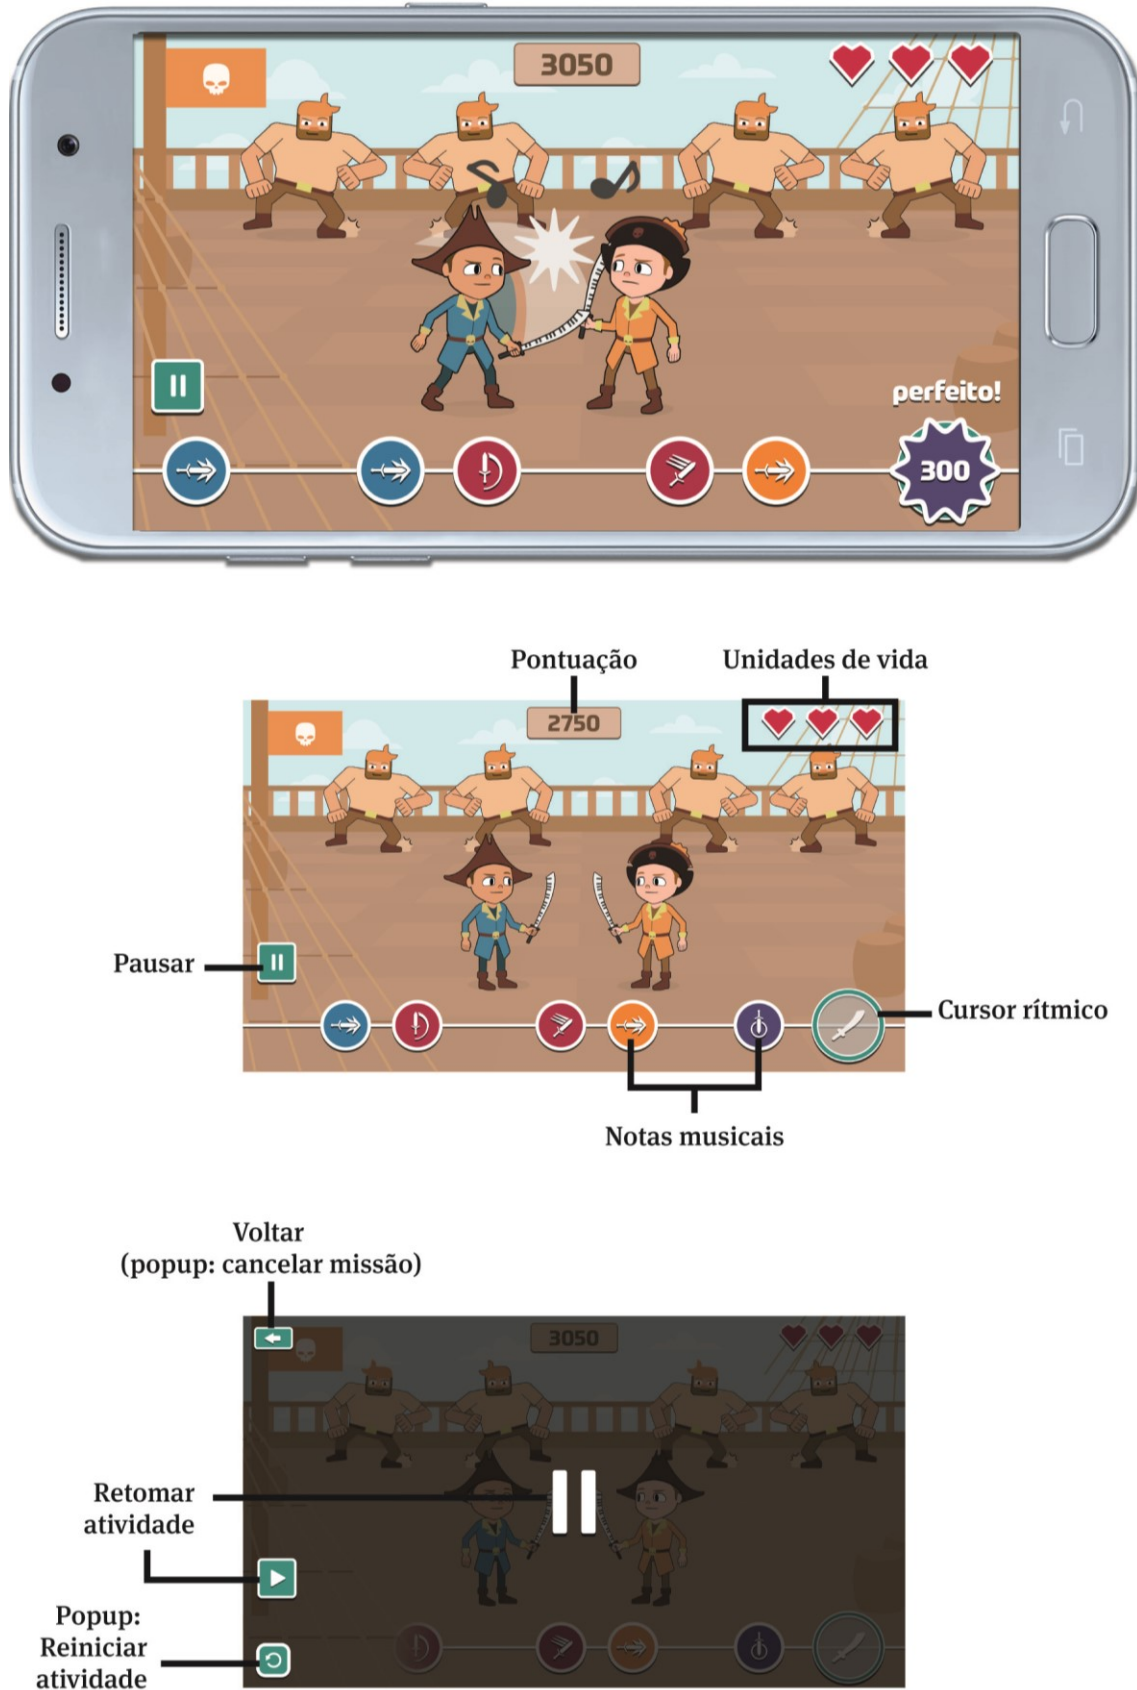 3050
perfeito!
300
Pontuação
Unidades de vida
2750
Pausar
Cursor rítmico
Notas musicais
Voltar
(popup: cancelar missão)
3050
Retomar
atividade
Popup:
Reiniciar
atividade